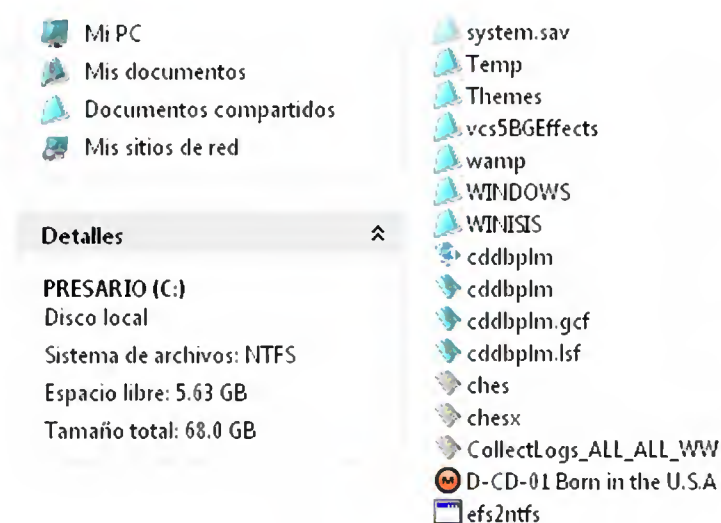 Mi PC
Mis documentos
Documentos compartidos
Mis sitios de red
Detalles
PRESARIO (C:)
Disco local
Sistema de archivos: NTFS
Espacio libre: 5.63 GB
Tamaño total: 68.0 GB
system.sav
Temp
Themes
vcs5BGEffects
wamp
WINDOWS
WINISIS
cddbplm
cddbplm
cddbplm.gcf
cddbplm.lsf
ches
chesx
CollectLogs_ALL_ALL_WW
D-CD-01 Born in the U.S.A
efs2ntfs